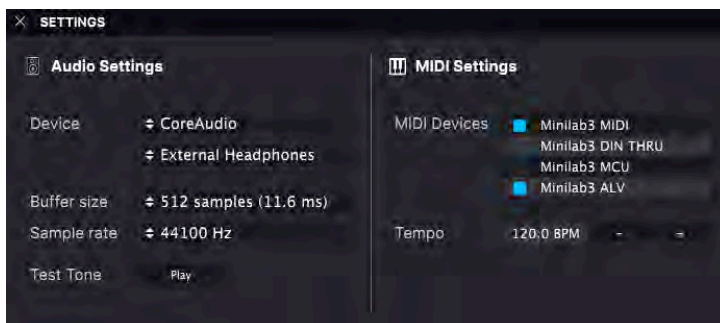 SETTINGS
Audio Settings
Device
CoreAudio
External Headphones
Buffer size
512 samples (11.6 ms)
Sample rate
44100 Hz
Test Tone
Play
MIDI Settings
MIDI Devices
Minilab3 MIDI
Minilab3 DIN THRU
Minilab3 MCU
Minilab3 ALV
Tempo
120.0 BPM
-
-